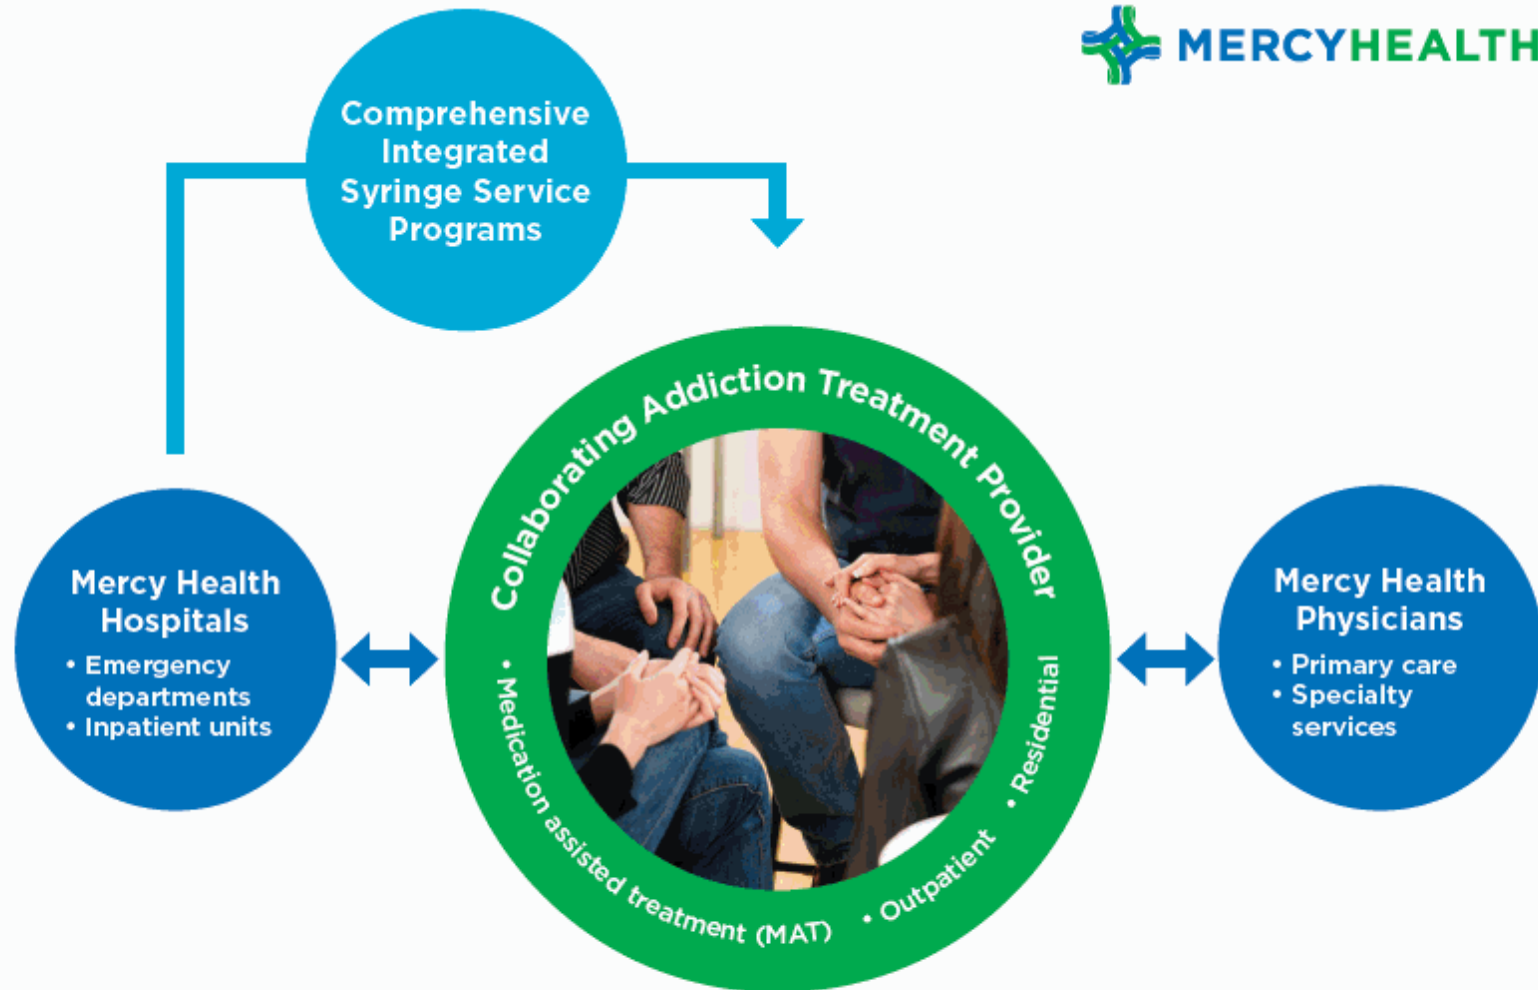 MERCYHEALTH
Comprehensive
Integrated
Syringe Service
Programs
Collaborating Addiction Treatment Provider
• Medication assisted treatment (MAT)
• Outpatient
• Residential
Mercy Health
Hospitals
• Emergency
departments
• Inpatient units
Mercy Health
Physicians
• Primary care
• Specialty
services